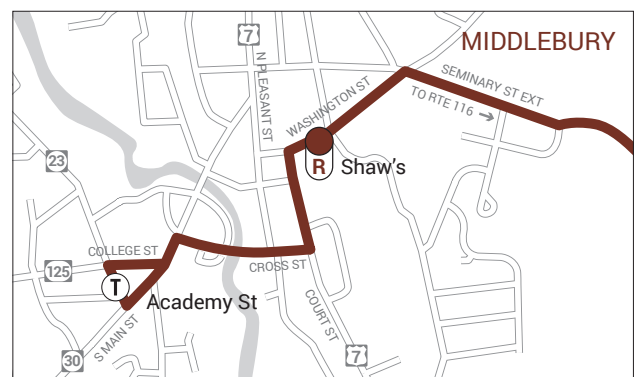 MIDDLEBURY
7
N PLEASANT ST
WASHINGTON ST
SEMINARY ST EXT
TO RTE 116
R
Shaw's
23
COLLEGE ST
125
T
Academy St
CROSS ST
S MAIN ST
COURT ST
30
7